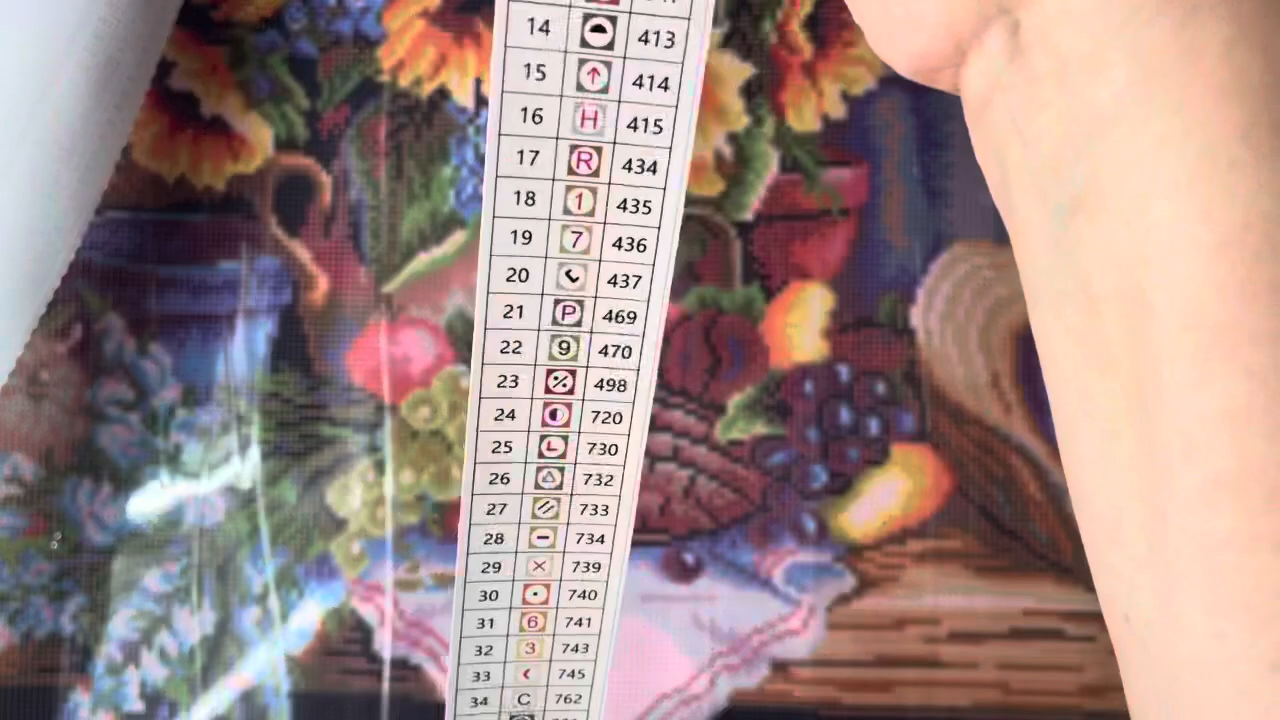 14 413
15 ↑ 414
16 H 415
17 R 434
18 1 435
19 7 436
20 437
21 P 469
22 9 470
23 ٪ 498
24 720
25 L 730
26 732
27 733
28 − 734
29 × 739
30 740
31 6 741
32 3 743
33 ‹ 745
34 C 762